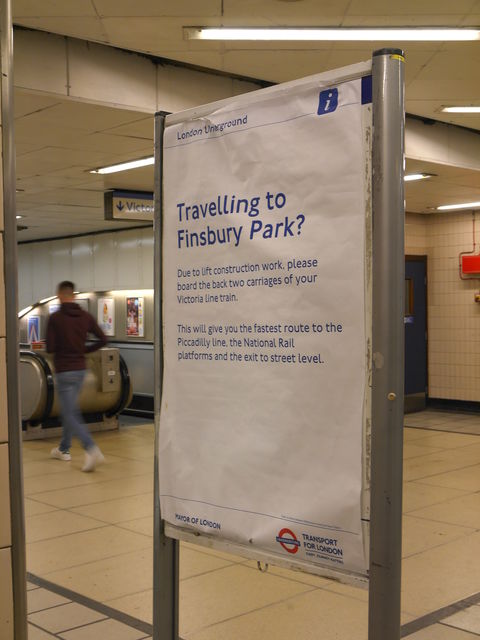 London Underground
i
Travelling to
Finsbury Park?
Due to lift construction work, please
board the back two carriages of your
Victoria line train.
This will give you the fastest route to the
Piccadilly line, the National Rail
platforms and the exit to street level.
MAYOR OF LONDON
TRANSPORT
FOR LONDON
Victo